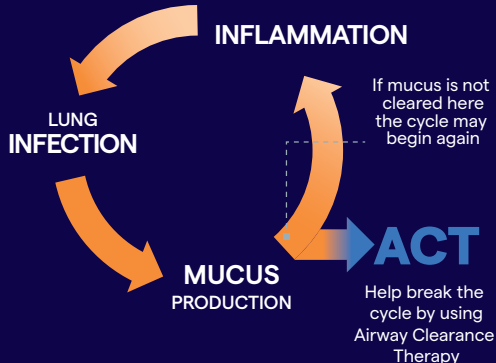 INFLAMMATION
If mucus is not
cleared here
the cycle may
begin again
LUNG
INFECTION
ACT
MUCUS
PRODUCTION
Help break the
cycle by using
Airway Clearance
Therapy